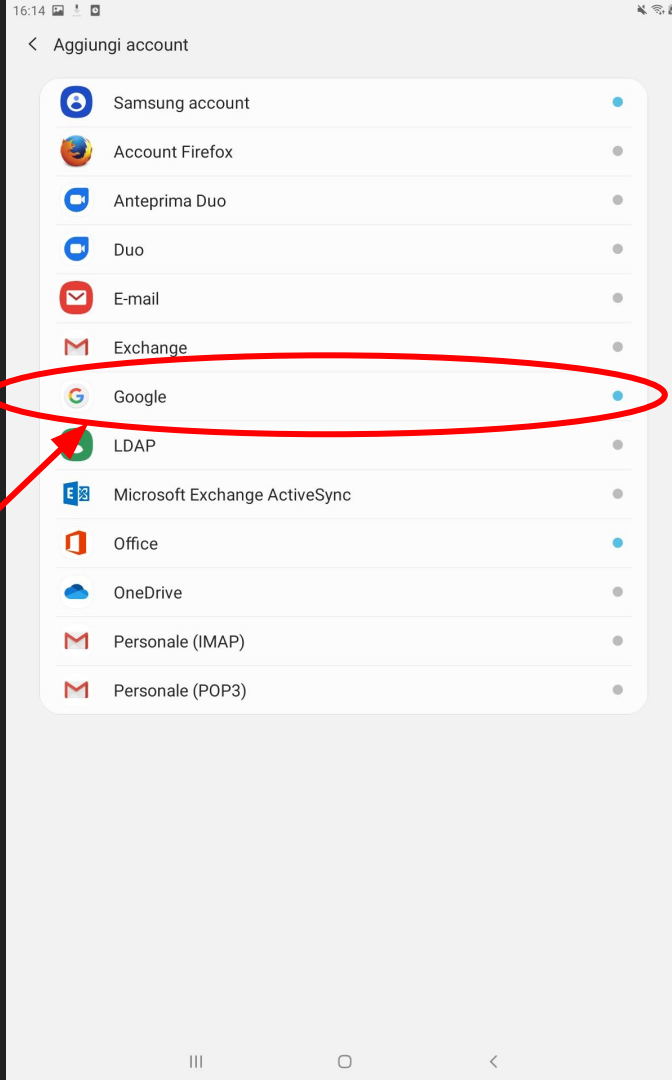 16:14
Aggiungi account
Samsung account
Account Firefox
Anteprima Duo
Duo
E-mail
Exchange
Google
LDAP
Microsoft Exchange ActiveSync
Office
OneDrive
Personale (IMAP)
Personale (POP3)